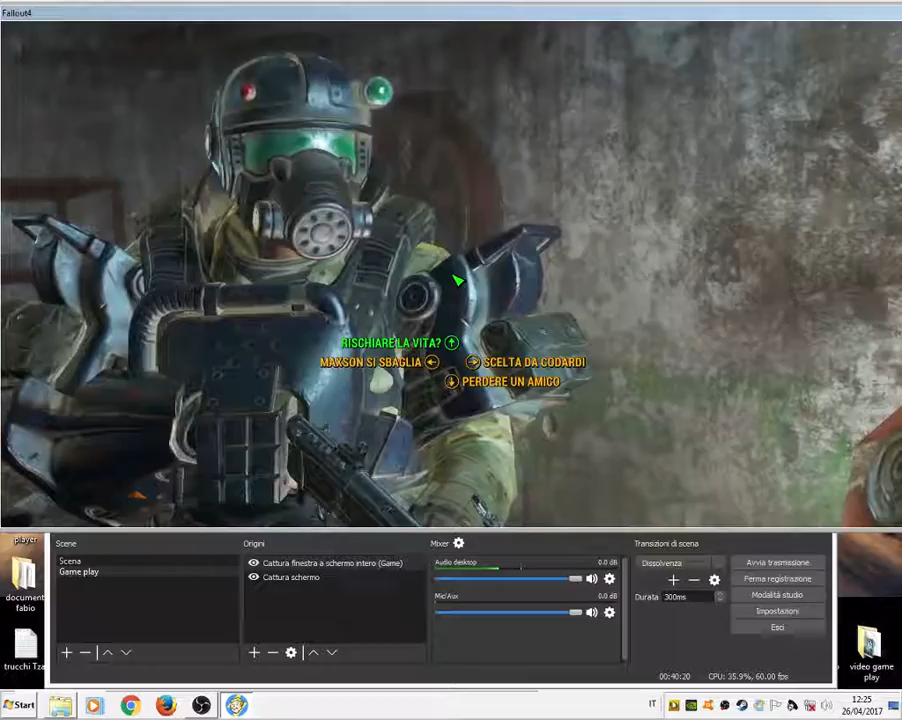 Fallout4
RISCHIARE LA VITA?
MAXSON SI SBAGLIA
SCELTA DA CODARDI
PERDERE UN AMICO
player
document
fabio
trucchi Tza
video game
play
Scene
Scena
Game play
Origini
Cattura finestra a schermo intero (Game)
Cattura schermo
Mixer
Audio desktop
0.0 dB
Mic/Aux
0.0 dB
Transizioni di scena
Dissolvenza
Durata
300ms
Avvia trasmissione
Ferma registrazione
Modalità studio
Impostazioni
Esci
00:40:20
CPU: 35.9%, 60.00 fps
Start
IT
12:25
26/04/2017